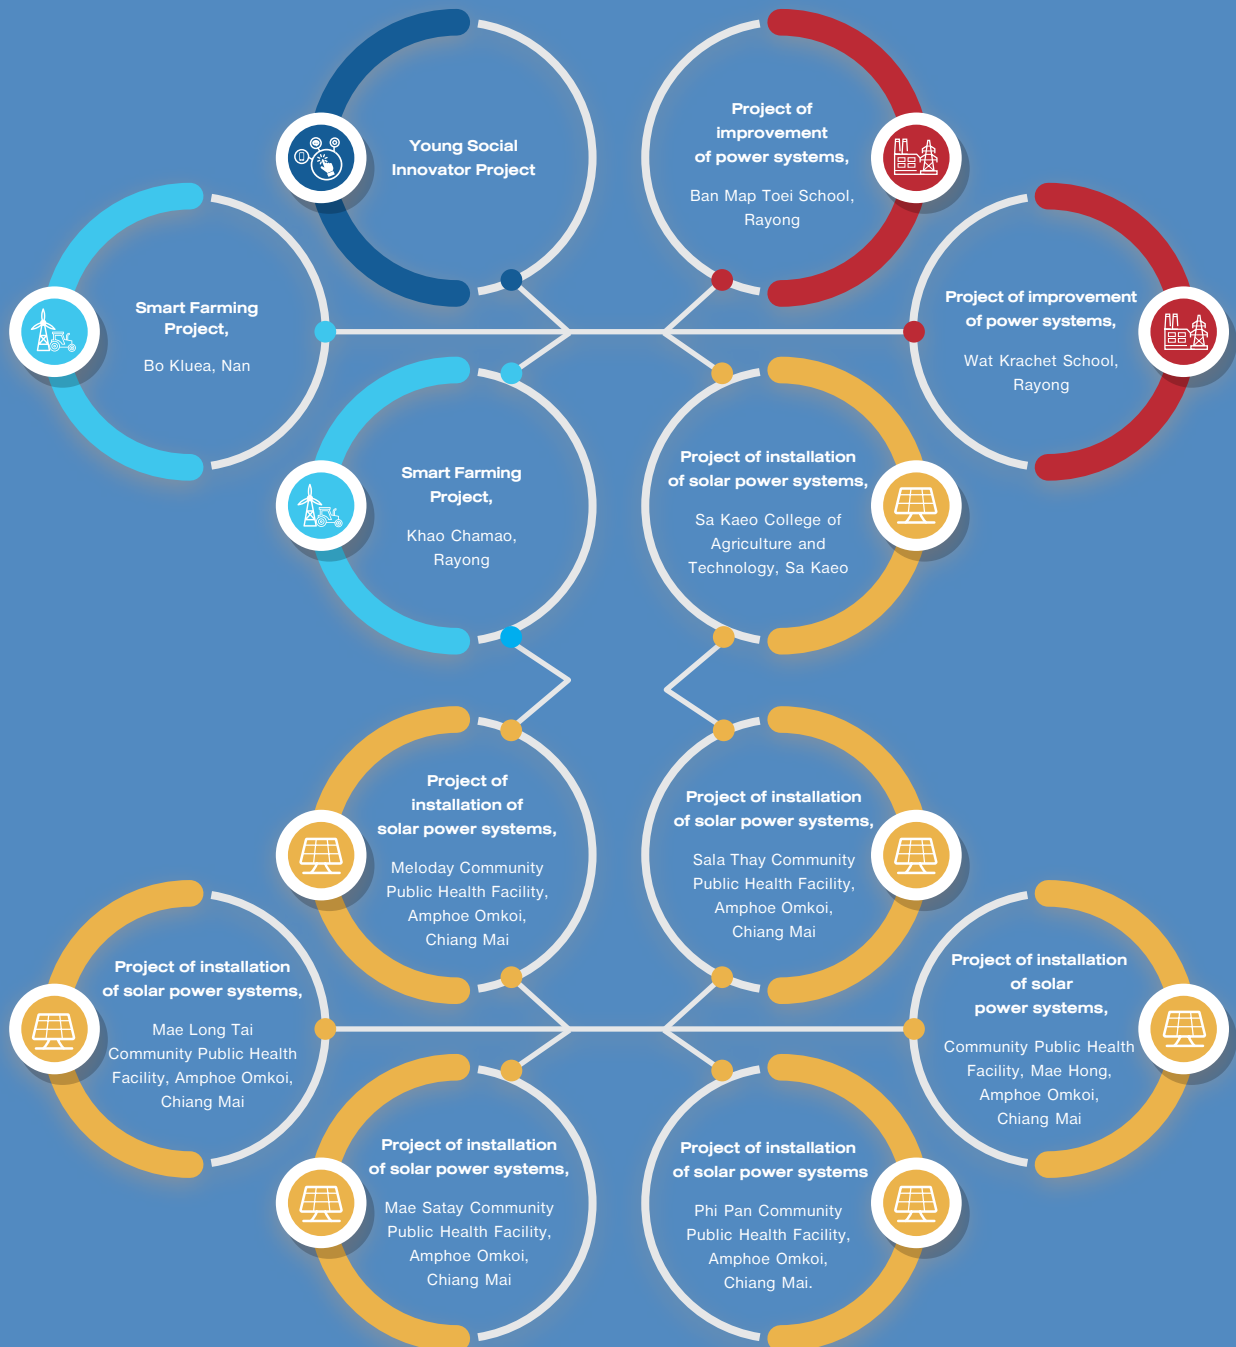 Young Social
Innovator Project
Project of
improvement
of power systems,
Ban Map Toei School,
Rayong
Smart Farming
Project,
Bo Kluea, Nan
Project of improvement
of power systems,
Wat Krachet School,
Rayong
Smart Farming
Project,
Khao Chamao,
Rayong
Project of installation
of solar power systems,
Sa Kaeo College of
Agriculture and
Technology, Sa Kaeo
Project of
installation of
solar power systems,
Meloday Community
Public Health Facility,
Amphoe Omkoi,
Chiang Mai
Project of installation
of solar power systems,
Sala Thay Community
Public Health Facility,
Amphoe Omkoi,
Chiang Mai
Project of installation
of solar power systems,
Mae Long Tai
Community Public Health
Facility, Amphoe Omkoi,
Chiang Mai
Project of installation
of solar
power systems,
Community Public Health
Facility, Mae Hong,
Amphoe Omkoi,
Chiang Mai
Project of installation
of solar power systems,
Mae Satay Community
Public Health Facility,
Amphoe Omkoi,
Chiang Mai
Project of installation
of solar power systems
Phi Pan Community
Public Health Facility,
Amphoe Omkoi,
Chiang Mai.